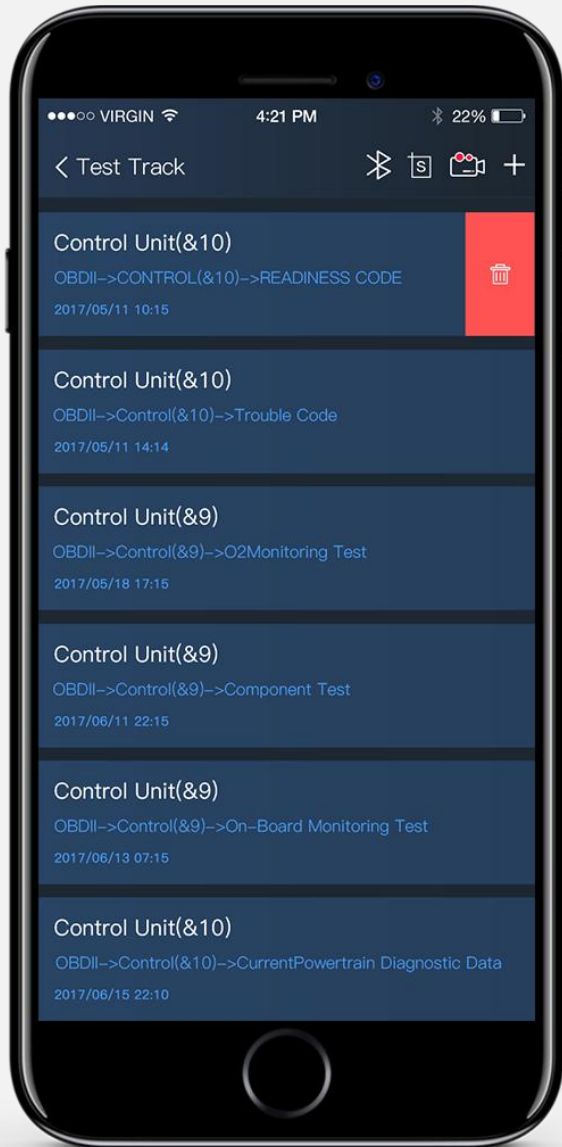 VIRGIN 4:21 PM 22%
Test Track
S
Control Unit(&10)
OBDII->CONTROL(&10)->READINESS CODE
2017/05/11 10:15
Control Unit(&10)
OBDII->Control(&10)->Trouble Code
2017/05/11 14:14
Control Unit(&9)
OBDII->Control(&9)->O2Monitoring Test
2017/05/18 17:15
Control Unit(&9)
OBDII->Control(&9)->Component Test
2017/06/11 22:15
Control Unit(&9)
OBDII->Control(&9)->On-Board Monitoring Test
2017/06/13 07:15
Control Unit(&10)
OBDII->Control(&10)->CurrentPowertrain Diagnostic Data
2017/06/15 22:10